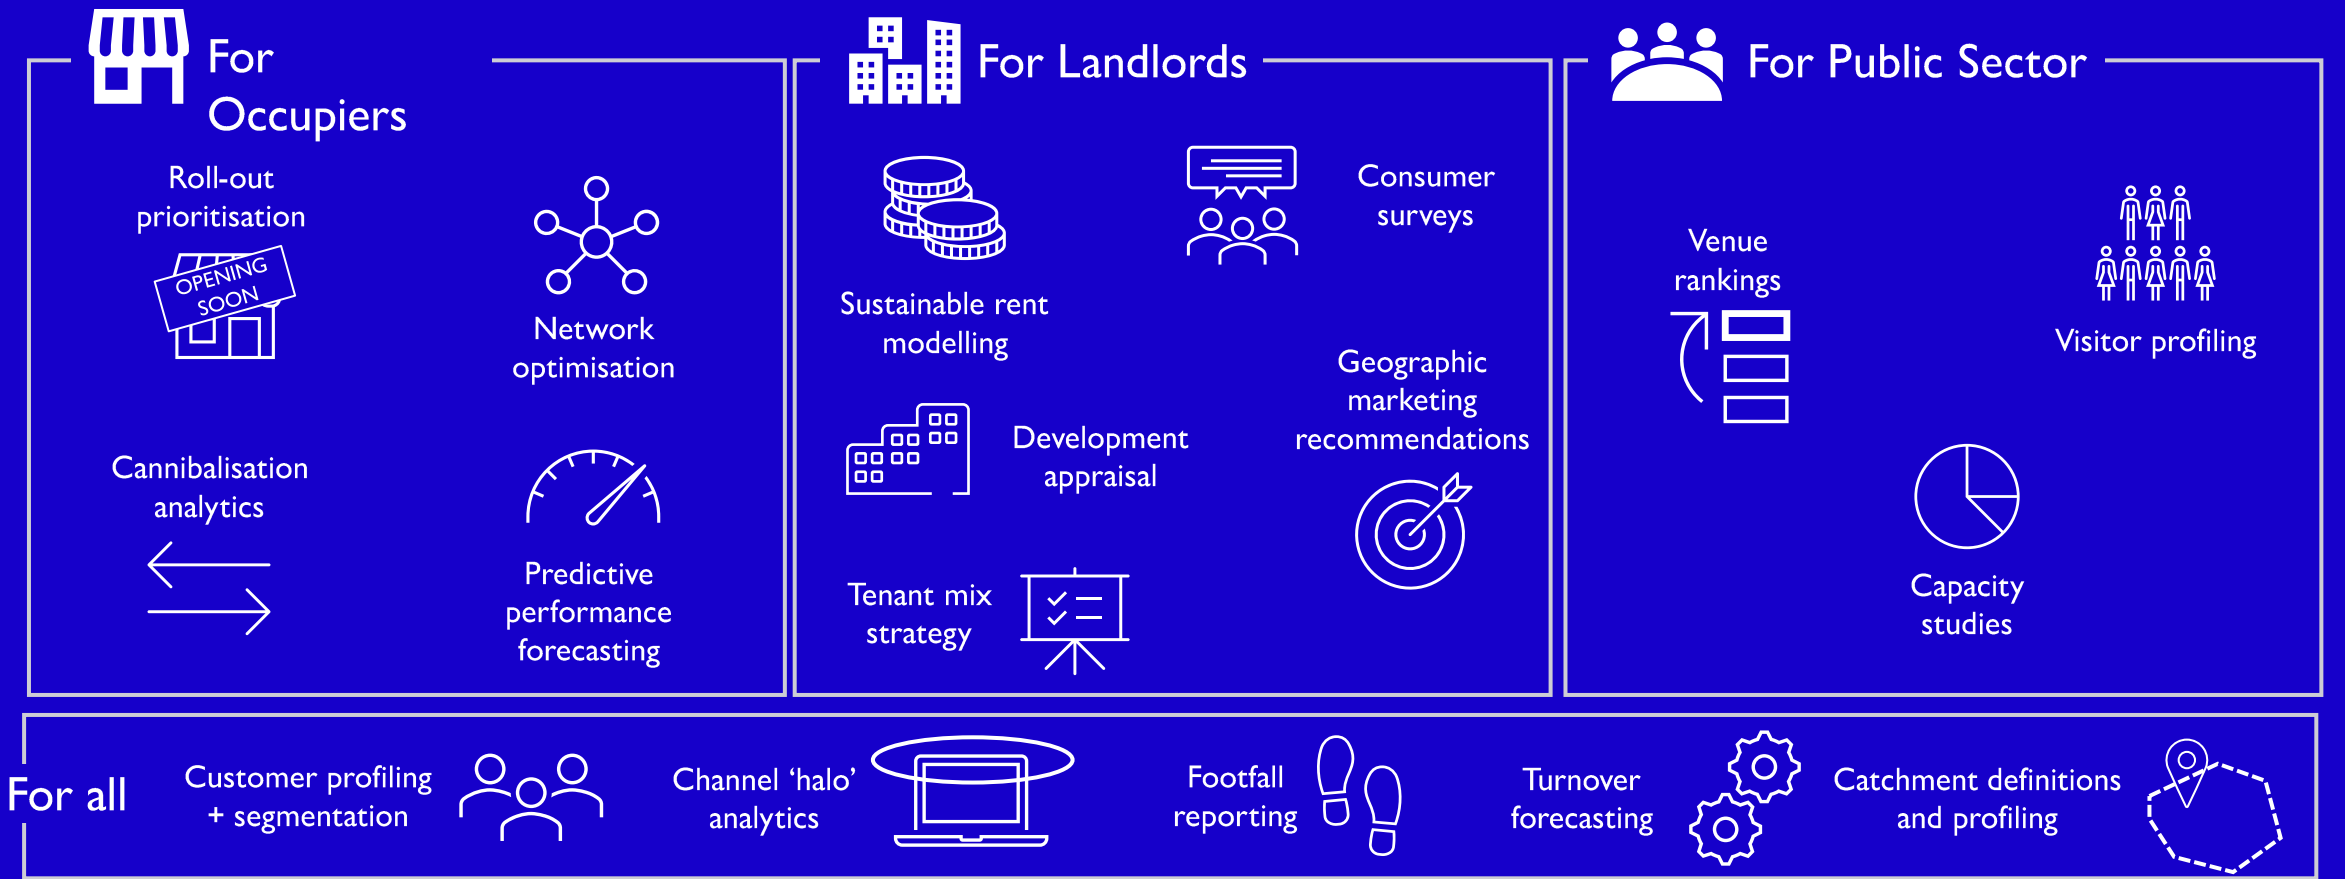 For
Occupiers
Roll-out
prioritisation
OPENING
SOON
Network
optimisation
Cannibalisation
analytics
Predictive
performance
forecasting
For Landlords
Sustainable rent
modelling
Consumer
surveys
Development
appraisal
Geographic
marketing
recommendations
Tenant mix
strategy
For Public Sector
Venue
rankings
Visitor profiling
Capacity
studies
For all
Customer profiling
+ segmentation
Channel ‘halo’
analytics
Footfall
reporting
Turnover
forecasting
Catchment definitions
and profiling